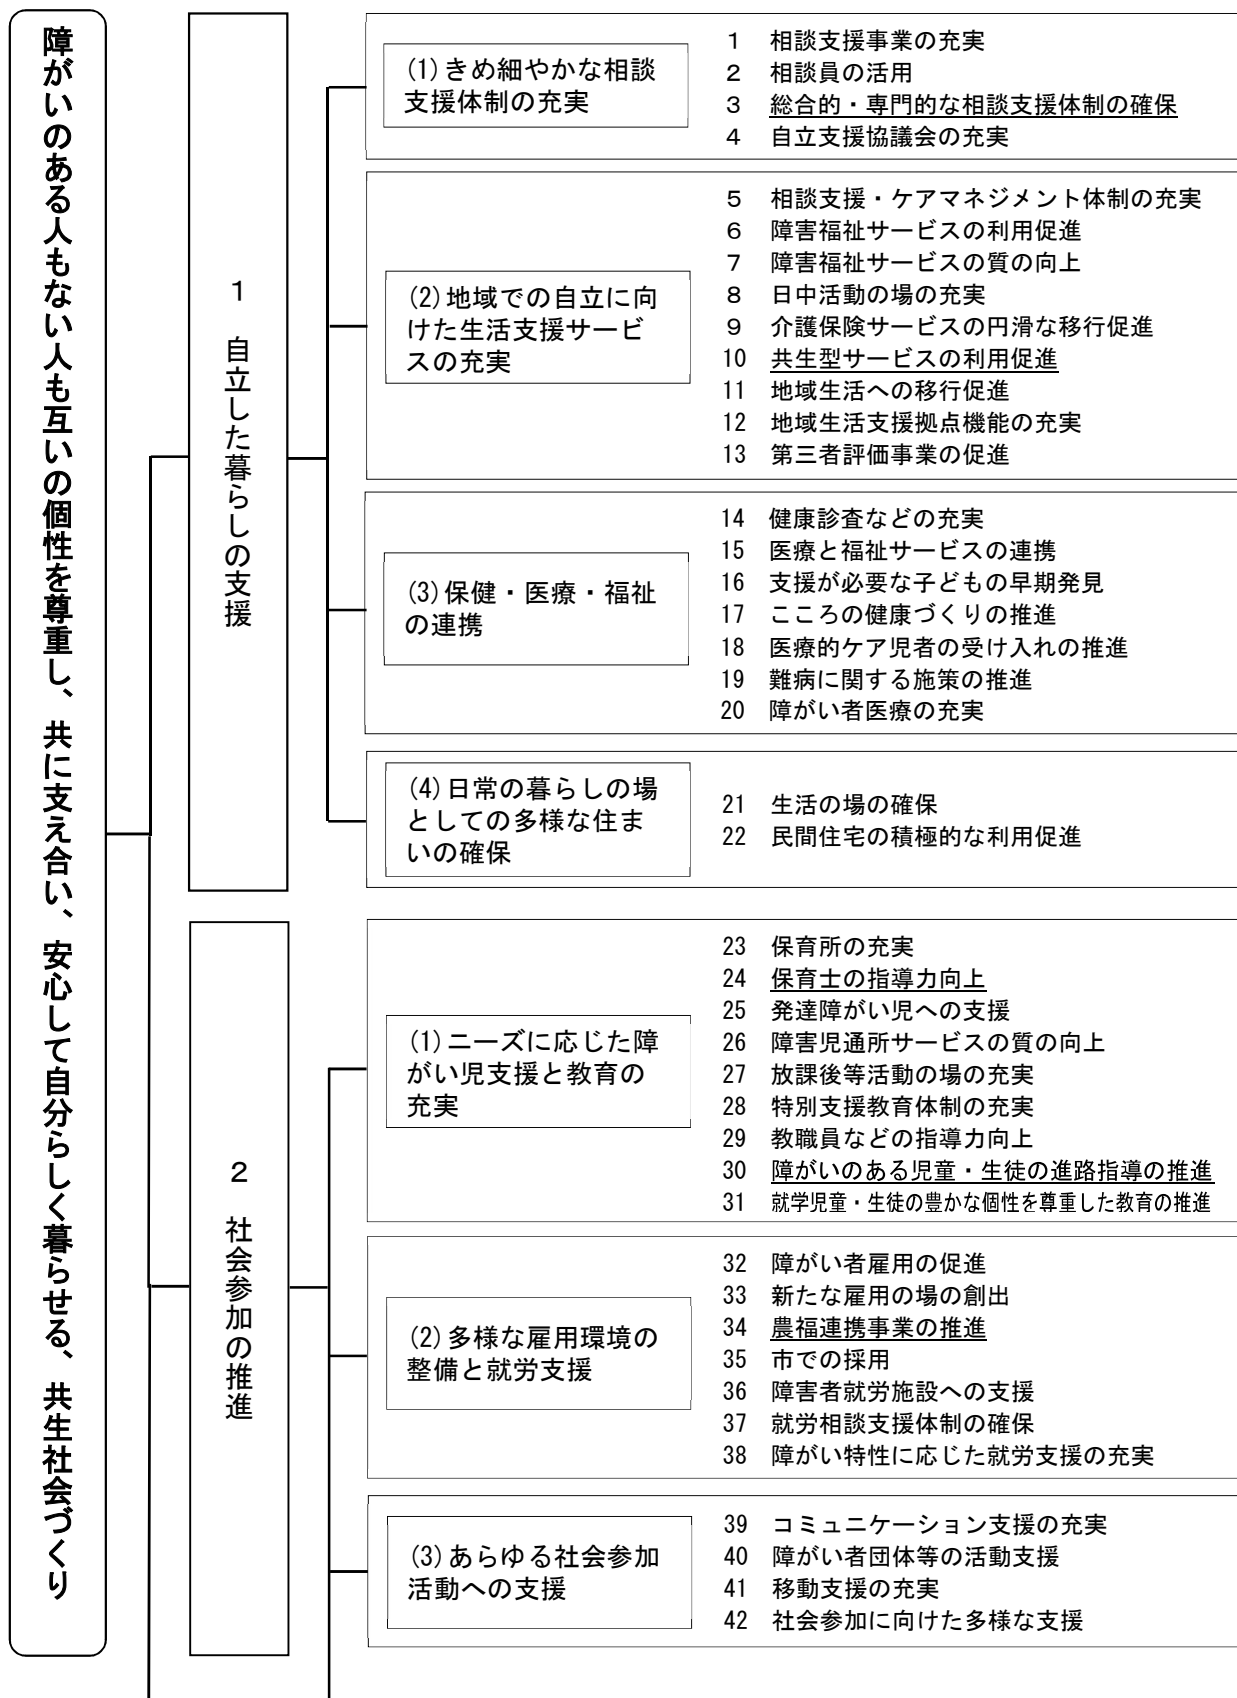 障がいのある人もない人も互いの個性を尊重し、共に支え合い、安心して自分らしく暮らせる、共生社会づくり
1 自立した暮らしの支援
(1)きめ細やかな相談
支援体制の充実
1 相談支援事業の充実
2 相談員の活用
3 総合的・専門的な相談支援体制の確保
4 自立支援協議会の充実
(2)地域での自立に向
けた生活支援サービ
スの充実
5 相談支援・ケアマネジメント体制の充実
6 障害福祉サービスの利用促進
7 障害福祉サービスの質の向上
8 日中活動の場の充実
9 介護保険サービスの円滑な移行促進
10 共生型サービスの利用促進
11 地域生活への移行促進
12 地域生活支援拠点機能の充実
13 第三者評価事業の促進
(3)保健・医療・福祉
の連携
14 健康診査などの充実
15 医療と福祉サービスの連携
16 支援が必要な子どもの早期発見
17 こころの健康づくりの推進
18 医療的ケア児者の受け入れの推進
19 難病に関する施策の推進
20 障がい者医療の充実
(4)日常の暮らしの場
としての多様な住ま
いの確保
21 生活の場の確保
22 民間住宅の積極的な利用促進
2 社会参加の推進
(1)ニーズに応じた障
がい児支援と教育の
充実
23 保育所の充実
24 保育士の指導力向上
25 発達障がい児への支援
26 障害児通所サービスの質の向上
27 放課後等活動の場の充実
28 特別支援教育体制の充実
29 教職員などの指導力向上
30 障がいのある児童・生徒の進路指導の推進
31 就学児童・生徒の豊かな個性を尊重した教育の推進
(2)多様な雇用環境の
整備と就労支援
32 障がい者雇用の促進
33 新たな雇用の場の創出
34 農福連携事業の推進
35 市での採用
36 障害者就労施設への支援
37 就労相談支援体制の確保
38 障がい特性に応じた就労支援の充実
(3)あらゆる社会参加
活動への支援
39 コミュニケーション支援の充実
40 障がい者団体等の活動支援
41 移動支援の充実
42 社会参加に向けた多様な支援